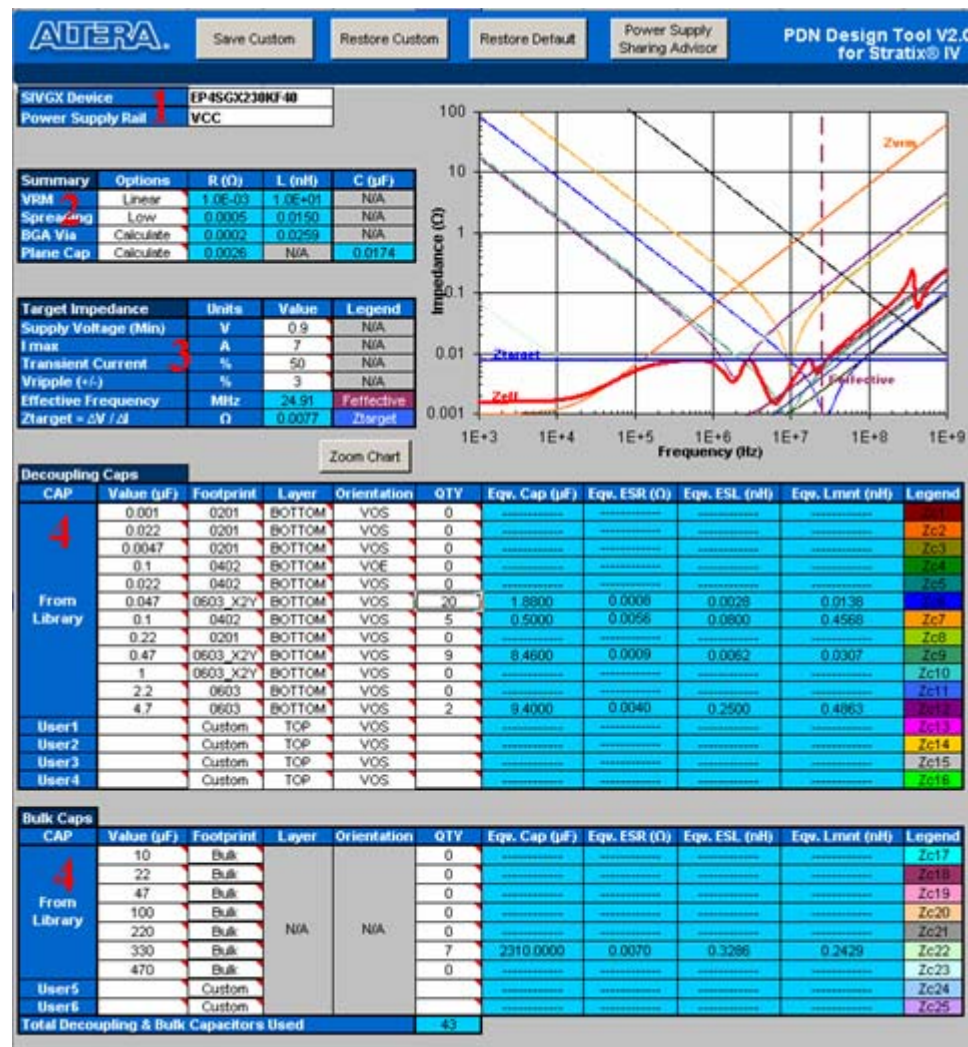 ALTERA.
Save Custom
Restore Custom
Restore Default
Power Supply
Sharing Advisor
PDN Design Tool V2.0
for Stratix® IV
SIVGX Device EP4SGX230KF40
Power Supply Rail VCC
1
Summary Options R (Ω) L (nH) C (µF)
VRM Linear 1.0E-03 1.0E+01 N/A
Spreading Low 0.0005 0.0150 N/A
BGA Via Calculate 0.0002 0.0259 N/A
Plane Cap Calculate 0.0026 N/A 0.0174
2
Target Impedance Units Value Legend
Supply Voltage (Min) V 0.9 N/A
I max A 7 N/A
Transient Current % 50 N/A
Vripple (+/-) % 3 N/A
Effective Frequency MHz 24.91 Feffective
Ztarget = ΔV / ΔI Ω 0.0077 Ztarget
3
Zoom Chart
Impedance (Ω)
100
10
1
0.1
0.01
0.001
1E+3 1E+4 1E+5 1E+6 1E+7 1E+8 1E+9
Frequency (Hz)
Zvrm
Ztarget
Feffective
Zeff
Decoupling Caps
CAP Value (µF) Footprint Layer Orientation QTY Eqv. Cap (µF) Eqv. ESR (Ω) Eqv. ESL (nH) Eqv. Lmnt (nH) Legend
4
From
Library
0.001 0201 BOTTOM VOS 0 ------------ ------------ ------------ ------------
0.022 0201 BOTTOM VOS 0 ------------ ------------ ------------ ------------ Zc2
0.0047 0201 BOTTOM VOS 0 ------------ ------------ ------------ ------------ Zc3
0.1 0402 BOTTOM VOE 0 ------------ ------------ ------------ ------------ Zc4
0.022 0402 BOTTOM VOS 0 ------------ ------------ ------------ ------------ Zc5
0.047 0603_X2Y BOTTOM VOS 20 1.8800 0.0008 0.0028 0.0138
0.1 0402 BOTTOM VOS 5 0.5000 0.0056 0.0800 0.4568 Zc7
0.22 0201 BOTTOM VOS 0 ------------ ------------ ------------ ------------ Zc8
0.47 0603_X2Y BOTTOM VOS 9 8.4600 0.0009 0.0062 0.0307 Zc9
1 0603_X2Y BOTTOM VOS 0 ------------ ------------ ------------ ------------ Zc10
2.2 0603 BOTTOM VOS 0 ------------ ------------ ------------ ------------ Zc11
4.7 0603 BOTTOM VOS 2 9.4000 0.0040 0.2500 0.4863 Zc12
User1 Custom TOP VOS ------------ ------------ ------------ ------------ Zc13
User2 Custom TOP VOS ------------ ------------ ------------ ------------ Zc14
User3 Custom TOP VOS ------------ ------------ ------------ ------------ Zc15
User4 Custom TOP VOS ------------ ------------ ------------ ------------ Zc16
Bulk Caps
CAP Value (µF) Footprint Layer Orientation QTY Eqv. Cap (µF) Eqv. ESR (Ω) Eqv. ESL (nH) Eqv. Lmnt (nH) Legend
4
From
Library
N/A N/A
10 Bulk 0 ------------ ------------ ------------ ------------ Zc17
22 Bulk 0 ------------ ------------ ------------ ------------ Zc18
47 Bulk 0 ------------ ------------ ------------ ------------ Zc19
100 Bulk 0 ------------ ------------ ------------ ------------ Zc20
220 Bulk 0 ------------ ------------ ------------ ------------ Zc21
330 Bulk 7 2310.0000 0.0070 0.3286 0.2429 Zc22
470 Bulk 0 ------------ ------------ ------------ ------------ Zc23
User5 Custom ------------ ------------ ------------ ------------ Zc24
User6 Custom ------------ ------------ ------------ ------------ Zc25
Total Decoupling & Bulk Capacitors Used 43